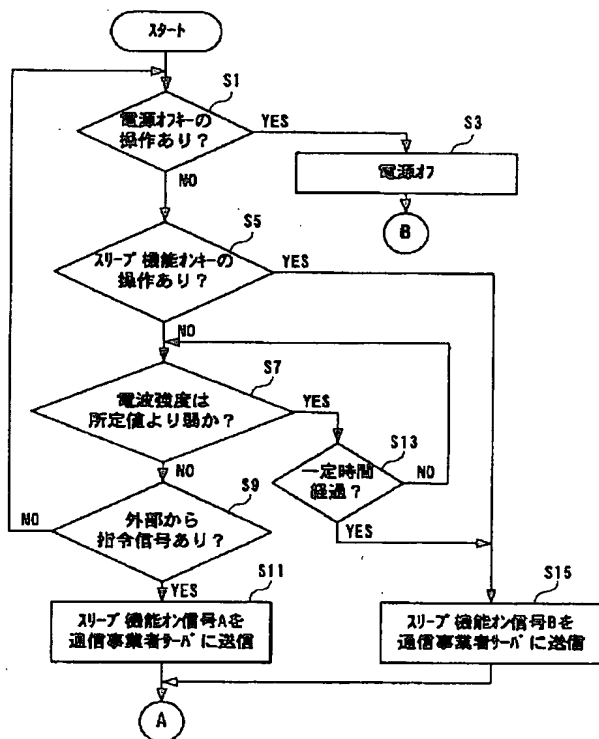 スタート
S1
電源オフキーの
操作あり？
YES
S3
電源オフ
NO
B
S5
スリープ機能オンキーの
操作あり？
YES
NO
S7
電波強度は
所定値より弱か？
YES
S13
一定時間
経過？
NO
NO
S9
外部から
指令信号あり？
NO
YES
YES
S11
スリープ機能オン信号Aを
通信事業者サーバに送信
S15
スリープ機能オン信号Bを
通信事業者サーバに送信
A